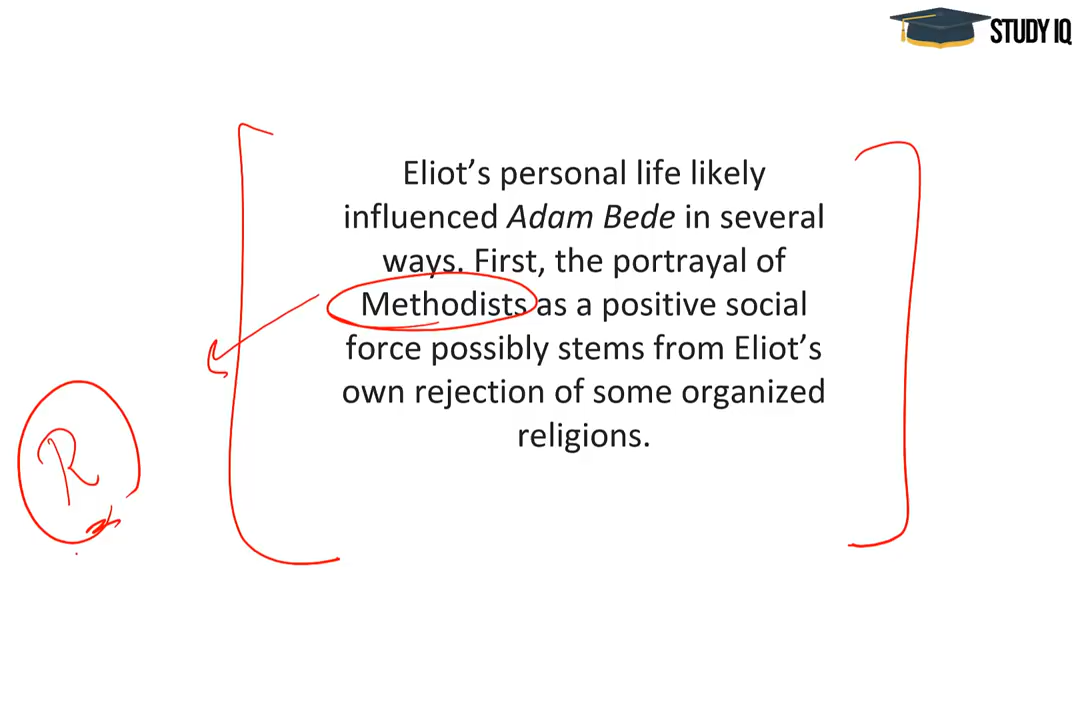 STUDY IQ
Eliot's personal life likely
influenced Adam Bede in several
ways. First, the portrayal of
Methodists as a positive social
force possibly stems from Eliot's
own rejection of some organized
religions.
R